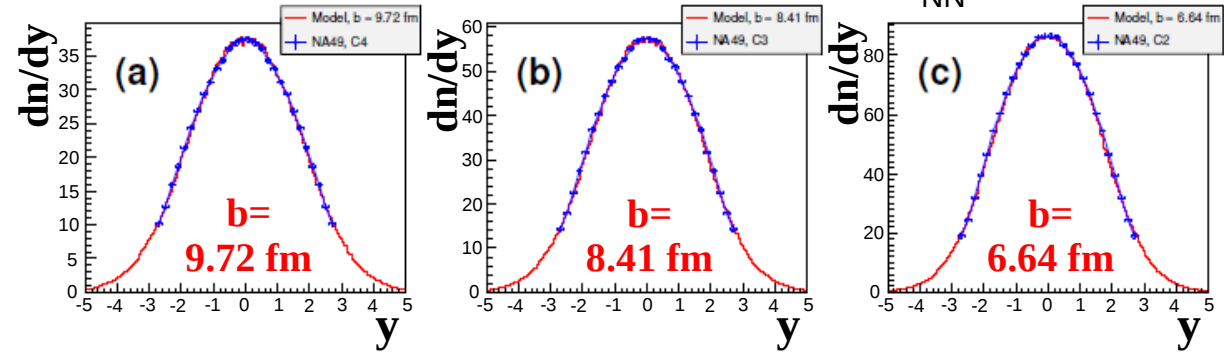 NN
Model, b = 9.72 fm
NA49, C4
(a)
dn/dy
35
30
25
20
15
10
5
0
b=
9.72 fm
-5 -4 -3 -2 -1 0 1 2 3 4 5
y
Model, b = 8.41 fm
NA49, C3
(b)
dn/dy
60
50
40
30
20
10
0
b=
8.41 fm
-5 -4 -3 -2 -1 0 1 2 3 4 5
y
Model, b = 6.64 fm
NA49, C2
(c)
dn/dy
80
60
40
20
0
b=
6.64 fm
-5 -4 -3 -2 -1 0 1 2 3 4 5
y